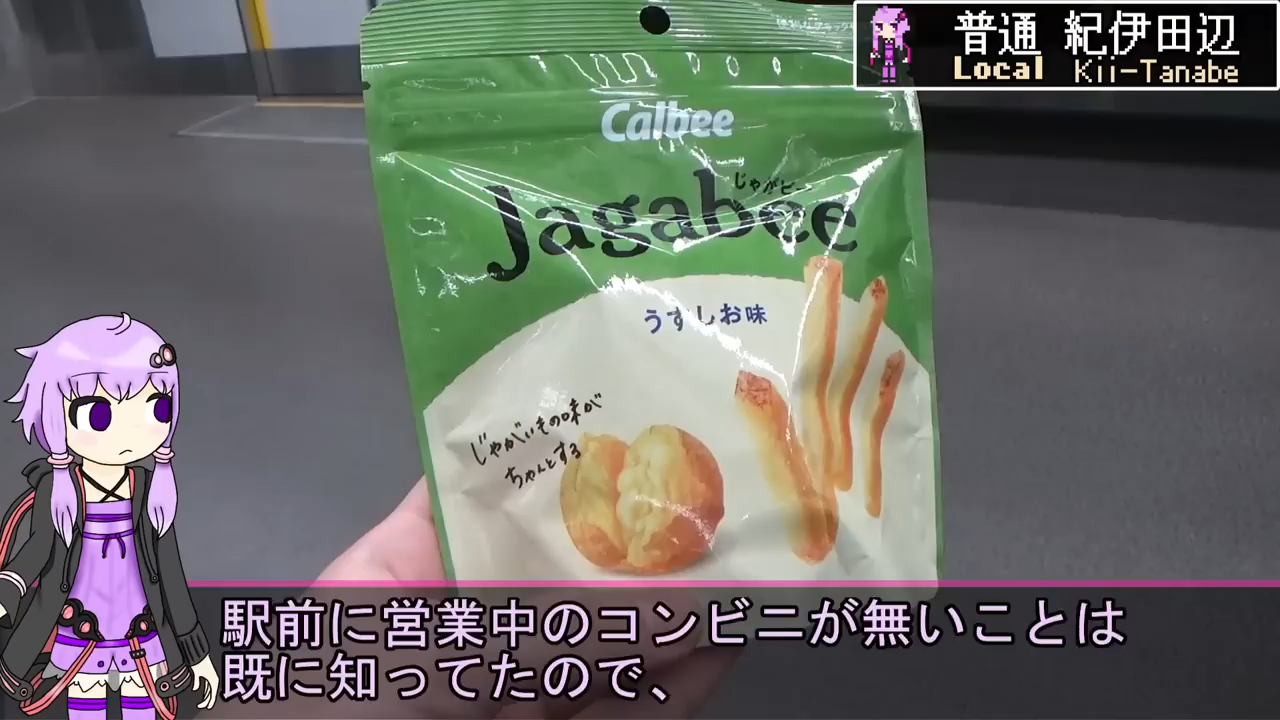 普通 紀伊田辺
Local Kii-Tanabe
Calbee
じゃがビー
Jagabee
うすしお味
じゃがいもの味が
ちゃんとする
駅前に営業中のコンビニが無いことは
既に知ってたので、